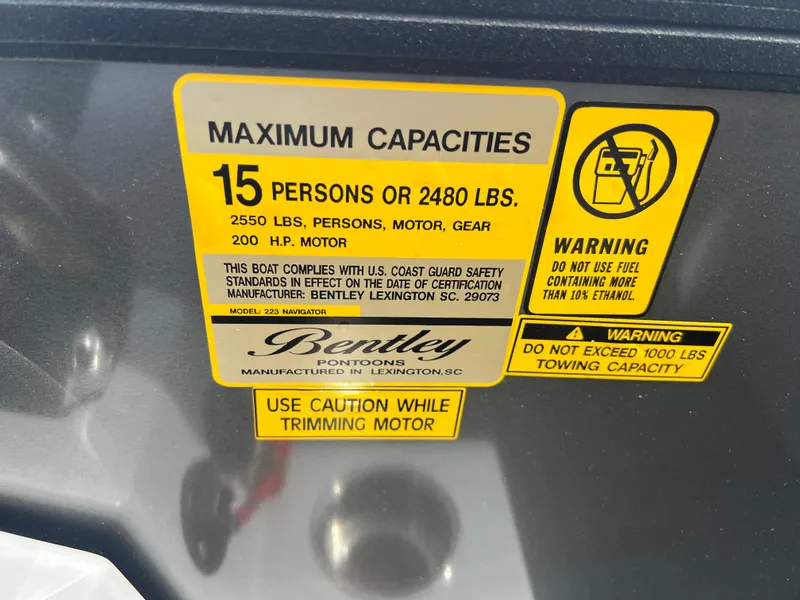 MAXIMUM CAPACITIES
15 PERSONS OR 2480 LBS.
2550 LBS, PERSONS, MOTOR, GEAR
200 H.P. MOTOR
THIS BOAT COMPLIES WITH U.S. COAST GUARD SAFETY
STANDARDS IN EFFECT ON THE DATE OF CERTIFICATION
MANUFACTURER: BENTLEY LEXINGTON SC. 29073
MODEL: 223 NAVIGATOR
Bentley
PONTOONS
MANUFACTURED IN LEXINGTON,SC
WARNING
DO NOT USE FUEL
CONTAINING MORE
THAN 10% ETHANOL.
WARNING
DO NOT EXCEED 1000 LBS
TOWING CAPACITY
USE CAUTION WHILE
TRIMMING MOTOR